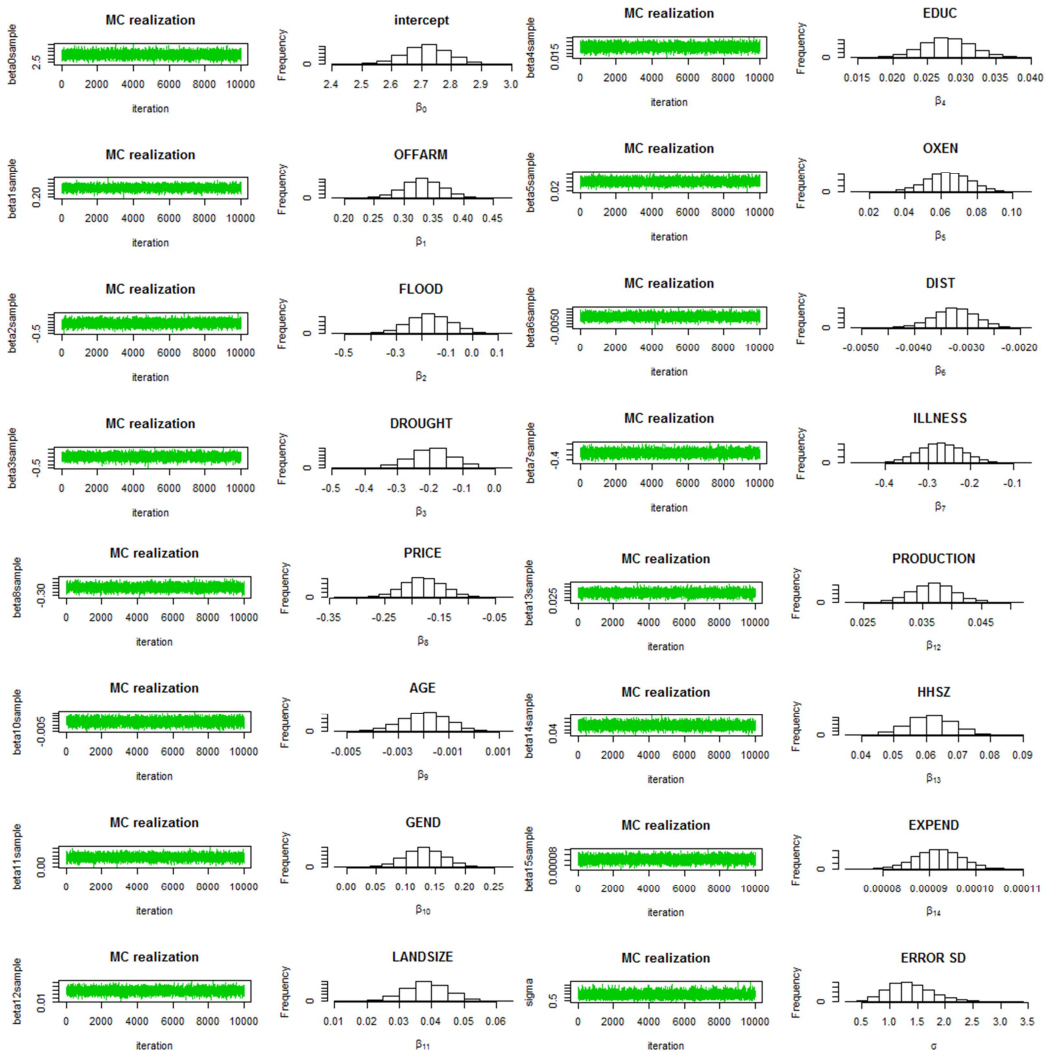 MC realization
beta0sample
2.5
0 2000 4000 6000 8000 10000
iteration
intercept
Frequency
0
2.4 2.5 2.6 2.7 2.8 2.9 3.0
β0
MC realization
beta4sample
0.015
0 2000 4000 6000 8000 10000
iteration
EDUC
Frequency
0
0.015 0.020 0.025 0.030 0.035 0.040
β4
MC realization
beta1sample
0.20
0 2000 4000 6000 8000 10000
iteration
OFFARM
Frequency
0
0.20 0.25 0.30 0.35 0.40 0.45
β1
MC realization
beta5sample
0.02
0 2000 4000 6000 8000 10000
iteration
OXEN
Frequency
0
0.02 0.04 0.06 0.08 0.10
β5
MC realization
beta2sample
-0.5
0 2000 4000 6000 8000 10000
iteration
FLOOD
Frequency
0
-0.5 -0.3 -0.1 0.0 0.1
β2
MC realization
beta6sample
-0.0050
0 2000 4000 6000 8000 10000
iteration
DIST
Frequency
0
-0.0050 -0.0040 -0.0030 -0.0020
β6
MC realization
beta3sample
-0.5
0 2000 4000 6000 8000 10000
iteration
DROUGHT
Frequency
0
-0.5 -0.4 -0.3 -0.2 -0.1 0.0
β3
MC realization
beta7sample
-0.4
0 2000 4000 6000 8000 10000
iteration
ILLNESS
Frequency
0
-0.4 -0.3 -0.2 -0.1
β7
MC realization
beta8sample
-0.30
0 2000 4000 6000 8000 10000
iteration
PRICE
Frequency
0
-0.35 -0.25 -0.15 -0.05
β8
MC realization
beta13sample
0.025
0 2000 4000 6000 8000 10000
iteration
PRODUCTION
Frequency
0
0.025 0.035 0.045
β12
MC realization
beta10sample
-0.005
0 2000 4000 6000 8000 10000
iteration
AGE
Frequency
0
-0.005 -0.003 -0.001 0.001
β9
MC realization
beta14sample
0.04
0 2000 4000 6000 8000 10000
iteration
HHSZ
Frequency
0
0.04 0.05 0.06 0.07 0.08 0.09
β13
MC realization
beta11sample
0.00
0 2000 4000 6000 8000 10000
iteration
GEND
Frequency
0
0.00 0.05 0.10 0.15 0.20 0.25
β10
MC realization
beta15sample
0.00008
0 2000 4000 6000 8000 10000
iteration
EXPEND
Frequency
0
0.00008 0.00009 0.00010 0.00011
β14
MC realization
beta12sample
0.01
0 2000 4000 6000 8000 10000
iteration
LANDSIZE
Frequency
0
0.01 0.02 0.03 0.04 0.05 0.06
β11
MC realization
sigma
0.5
0 2000 4000 6000 8000 10000
iteration
ERROR SD
Frequency
0
0.5 1.0 1.5 2.0 2.5 3.0 3.5
σ